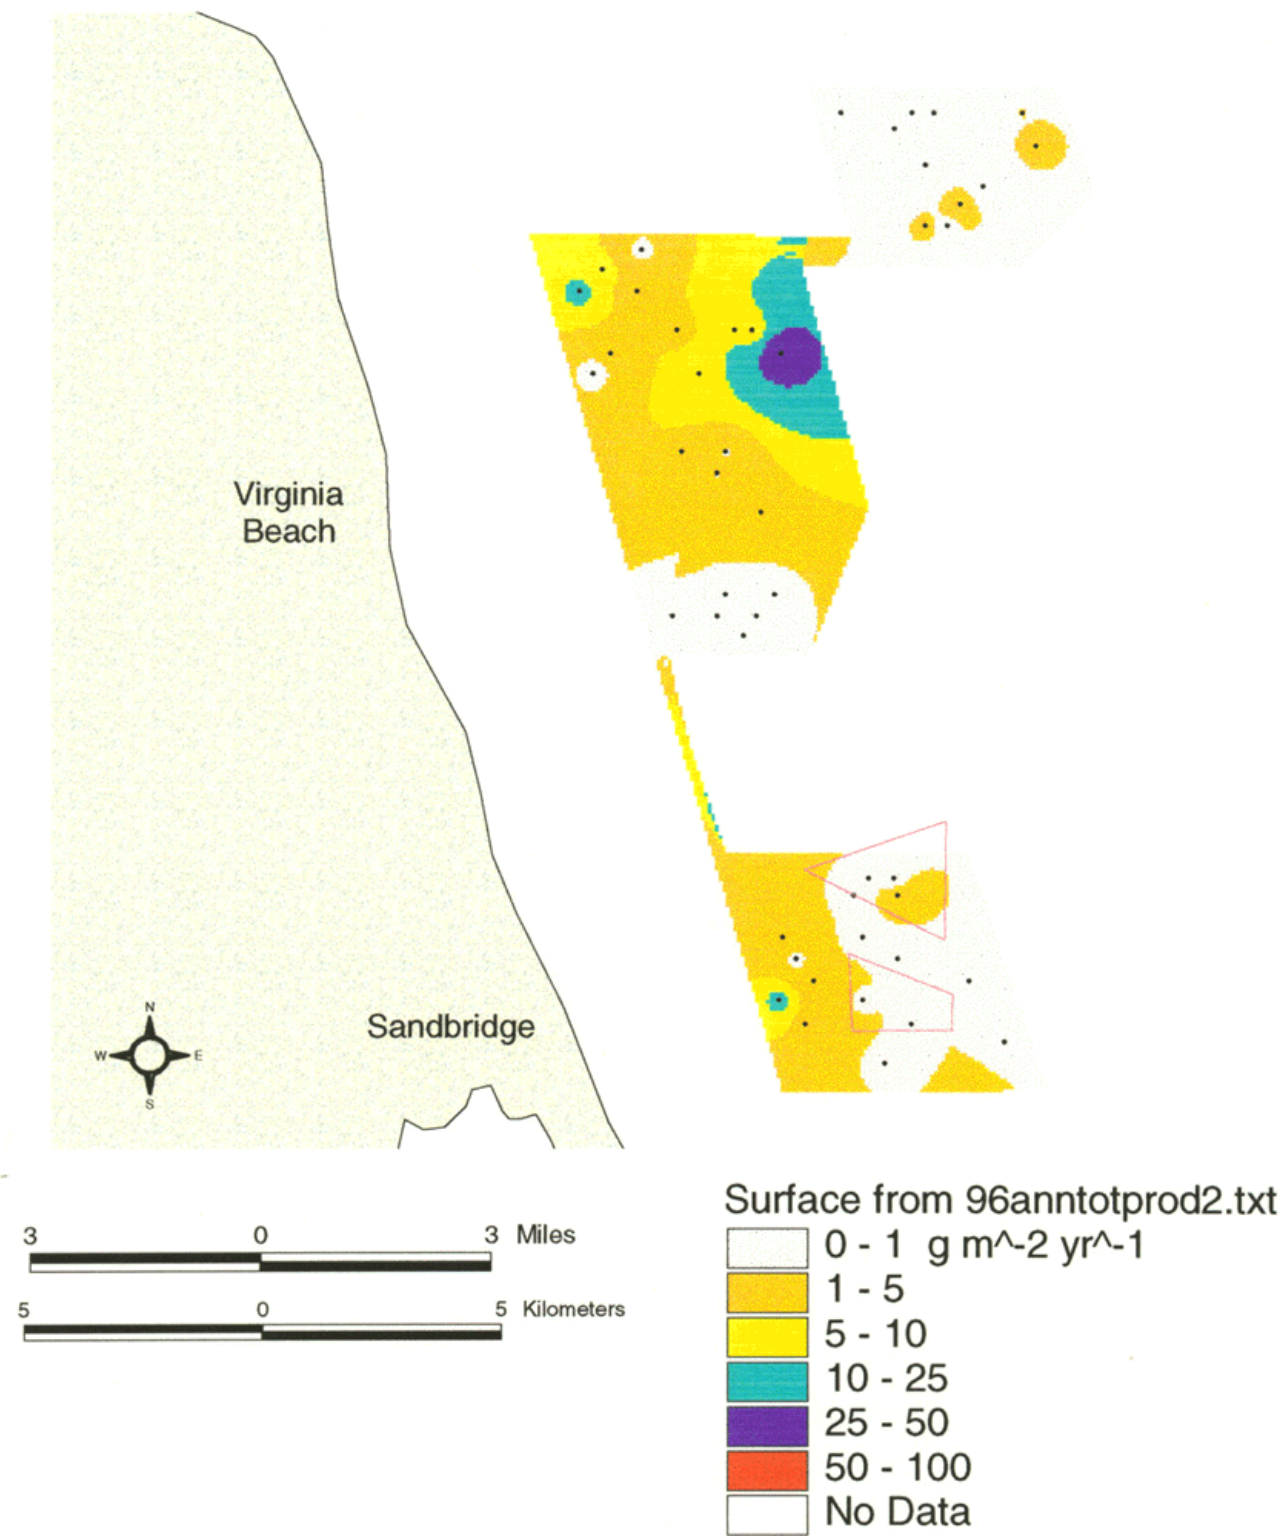 Virginia
Beach
N
W E
S
Sandbridge
3 0 3 Miles
5 0 5 Kilometers
Surface from 96anntotprod2.txt
0 - 1 g m^-2 yr^-1
1 - 5
5 - 10
10 - 25
25 - 50
50 - 100
No Data